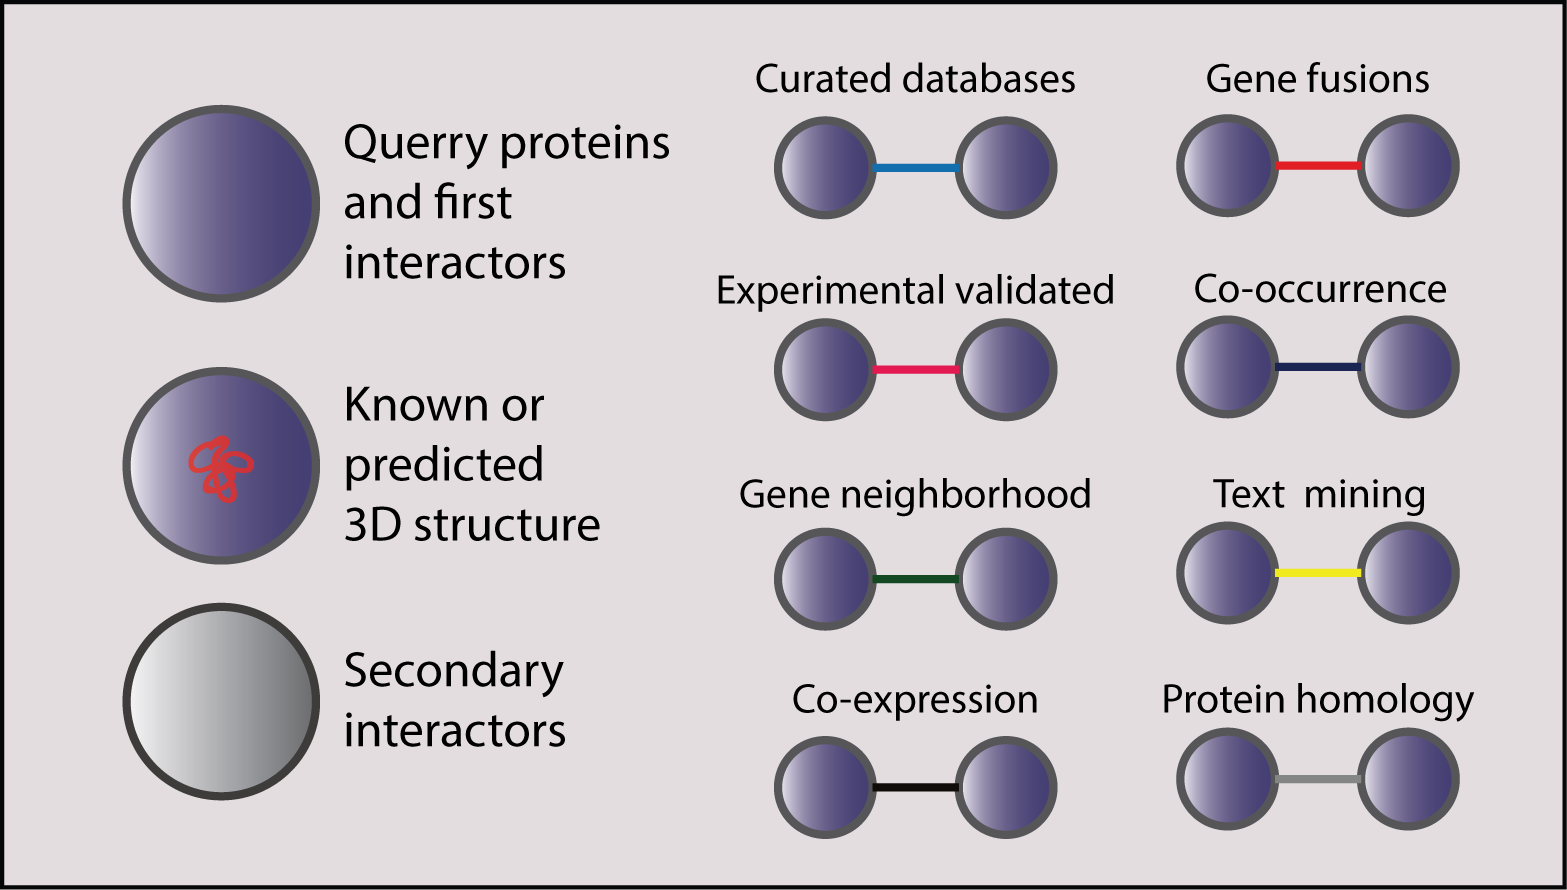 Querry proteins
and first
interactors
Known or
predicted
3D structure
Secondary
interactors
Curated databases
Gene fusions
Experimental validated
Co-occurrence
Gene neighborhood
Text  mining
Co-expression
Protein homology